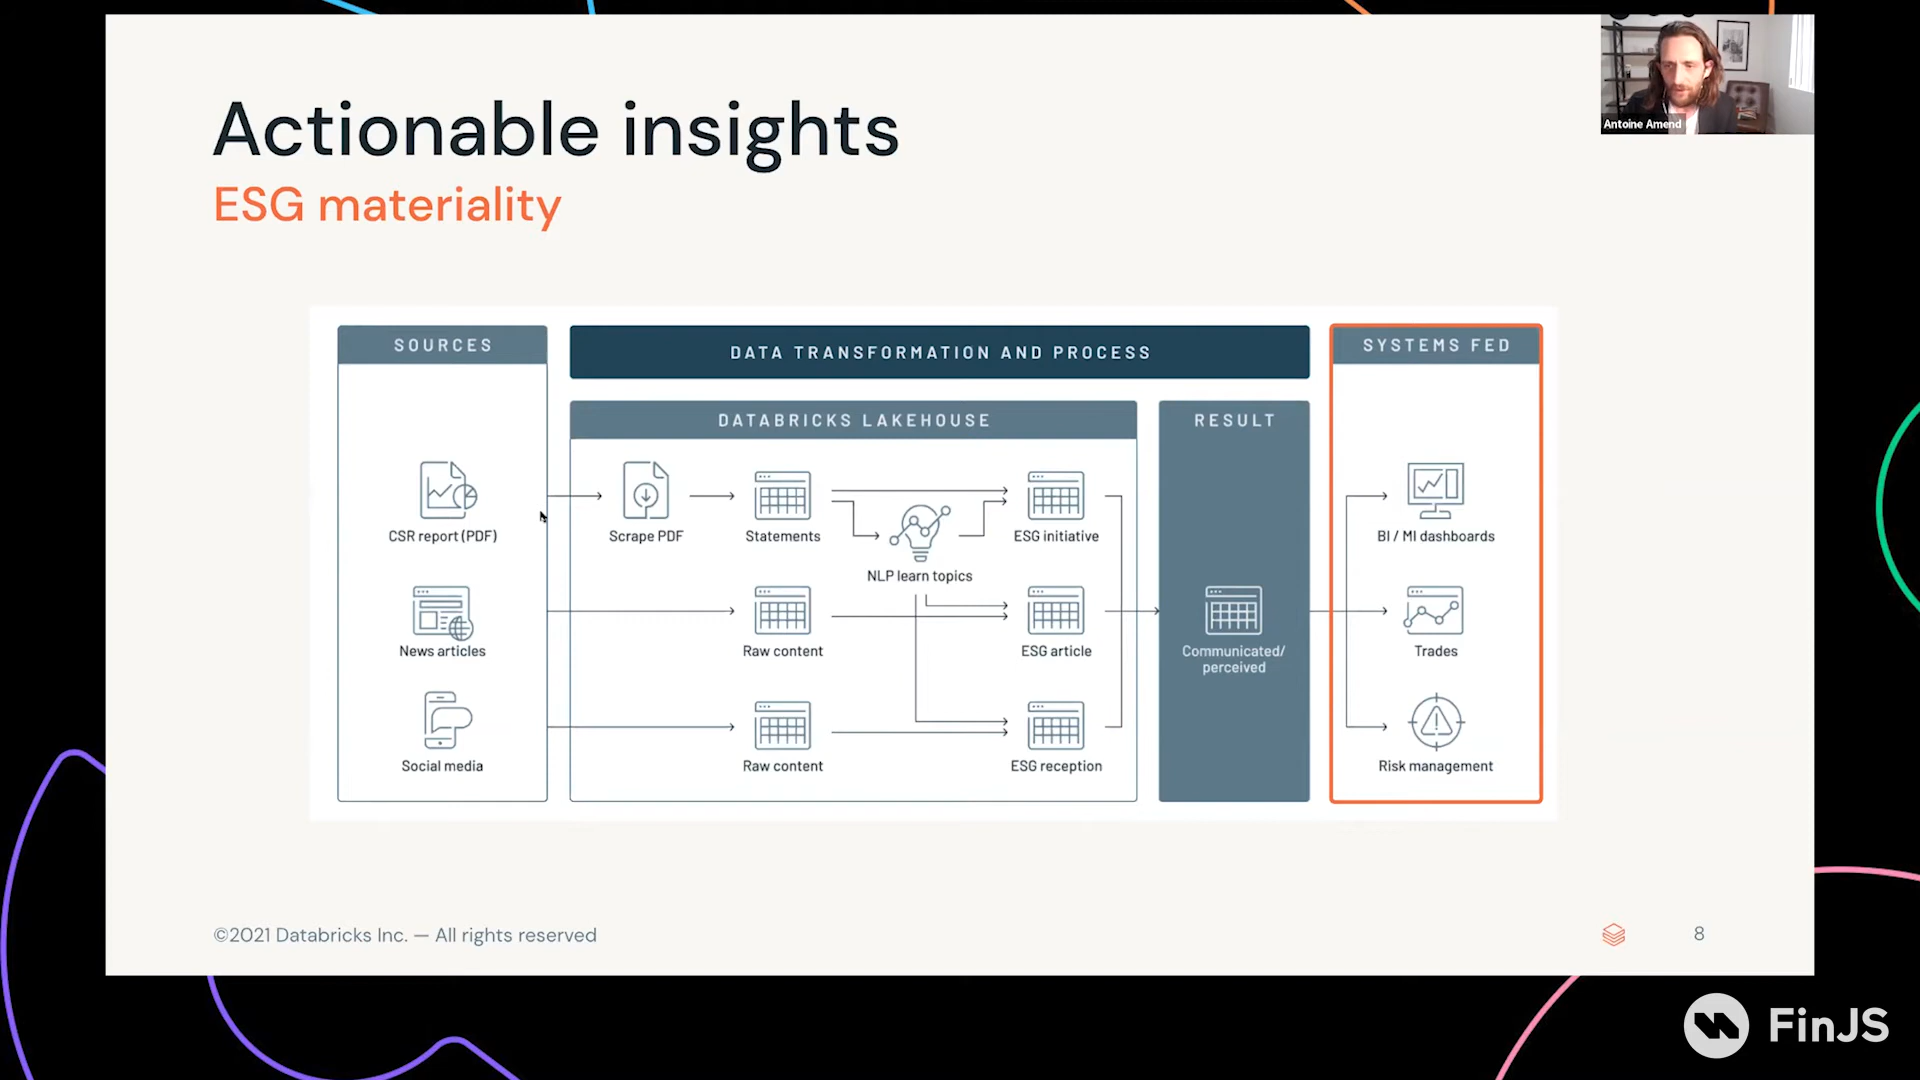 Actionable insights
ESG materiality
Antoine Amend
SOURCES
DATA TRANSFORMATION AND PROCESS
SYSTEMS FED
DATABRICKS LAKEHOUSE
RESULT
CSR report (PDF)
Scrape PDF
Statements
NLP learn topics
ESG initiative
BI / MI dashboards
News articles
Raw content
ESG article
Communicated/
perceived
Trades
Social media
Raw content
ESG reception
Risk management
©2021 Databricks Inc. — All rights reserved
8
FinJS